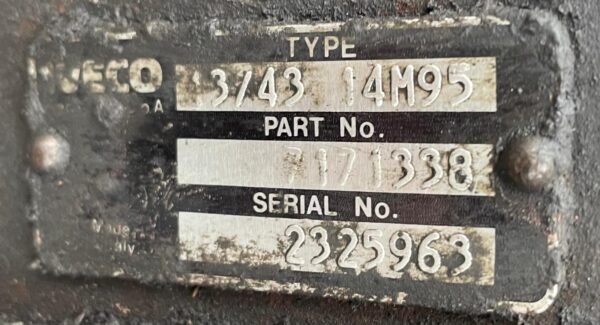 TYPE
IVECO
13/43 14M95
PART No.
7171338
SERIAL No.
2325963